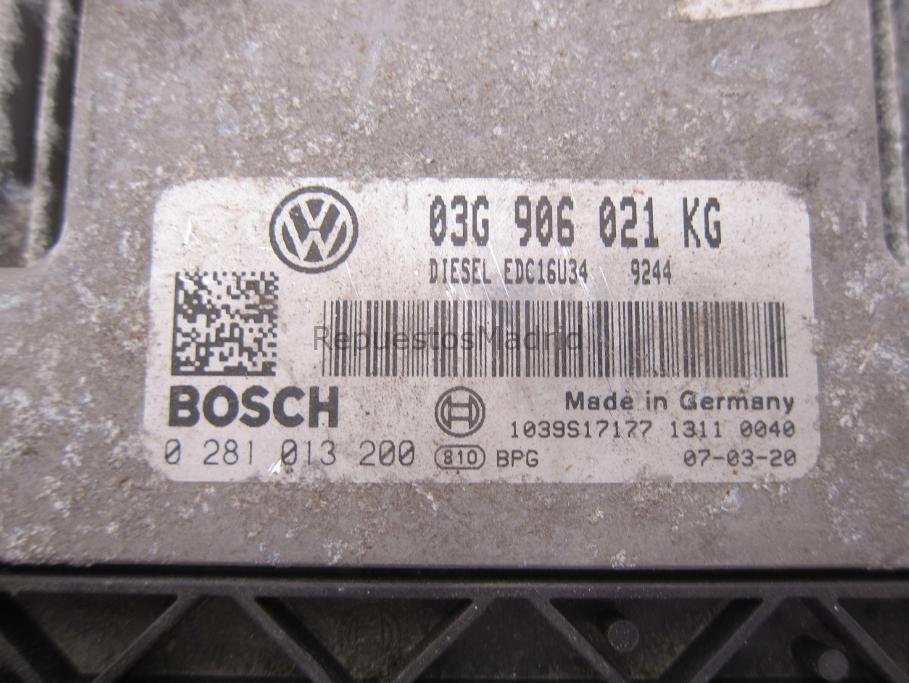 03G 906 021 KG
DIESEL EDC16U34 9244
RepuestosMadrid
BOSCH
Made in Germany
1039S17177 1311 0040
0 281 013 200 810 BPG 07-03-20